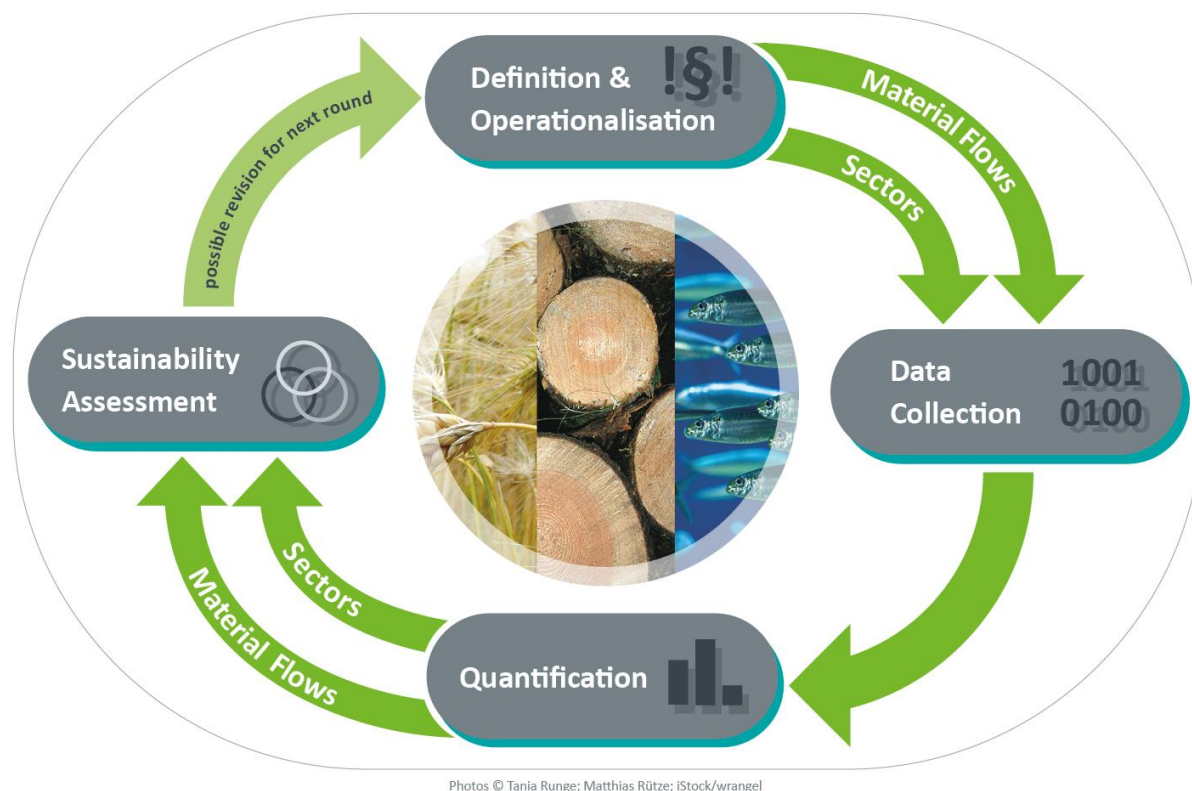 Definition &
Operationalisation
!§!
Material Flows
Sectors
possible revision for next round
Sustainability
Assessment
Data
Collection
1001
0100
Sectors
Material Flows
Quantification
Photos © Tania Runge; Matthias Rütze; iStock/wrangel